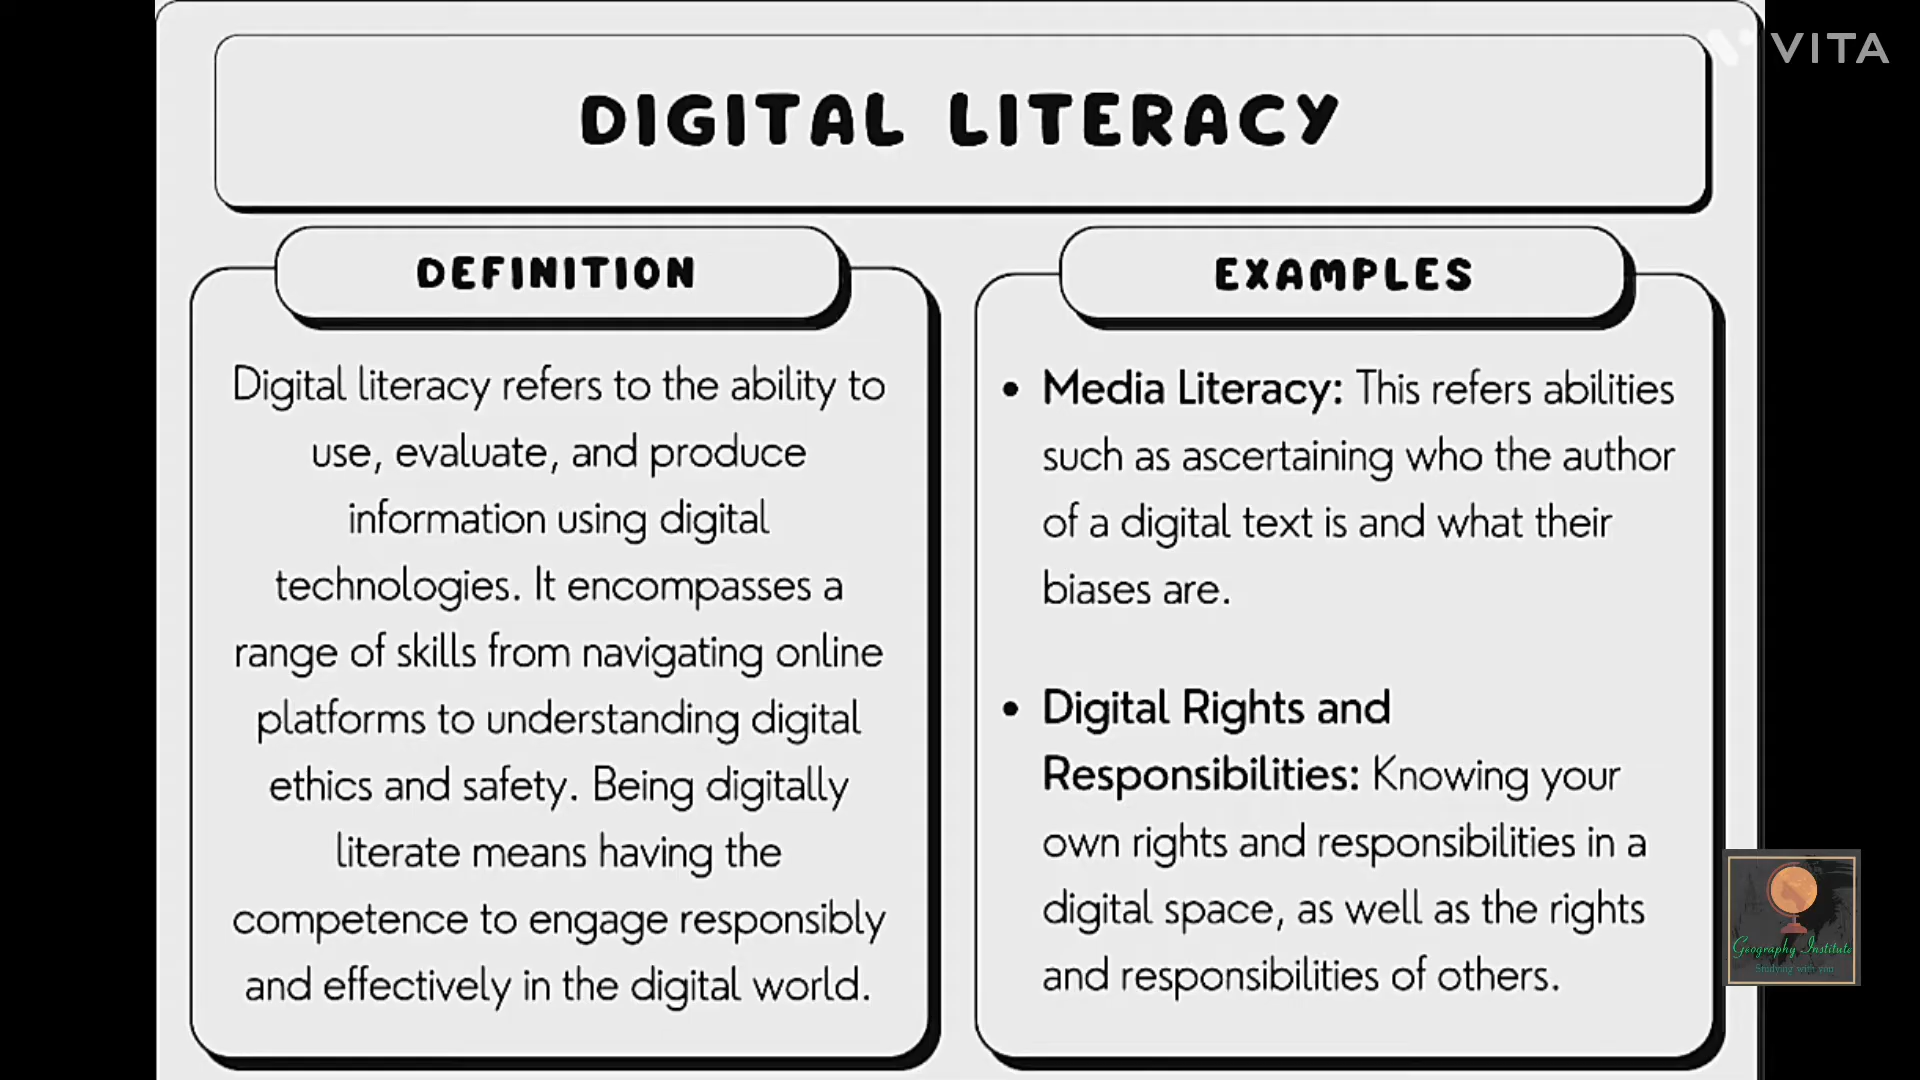 VITA
DIGITAL LITERACY
DEFINITION
Digital literacy refers to the ability to
use, evaluate, and produce
information using digital
technologies. It encompasses a
range of skills from navigating online
platforms to understanding digital
ethics and safety. Being digitally
literate means having the
competence to engage responsibly
and effectively in the digital world.
EXAMPLES
• Media Literacy: This refers abilities
such as ascertaining who the author
of a digital text is and what their
biases are.
• Digital Rights and
Responsibilities: Knowing your
own rights and responsibilities in a
digital space, as well as the rights
and responsibilities of others.
Geography Institute
Studying with you